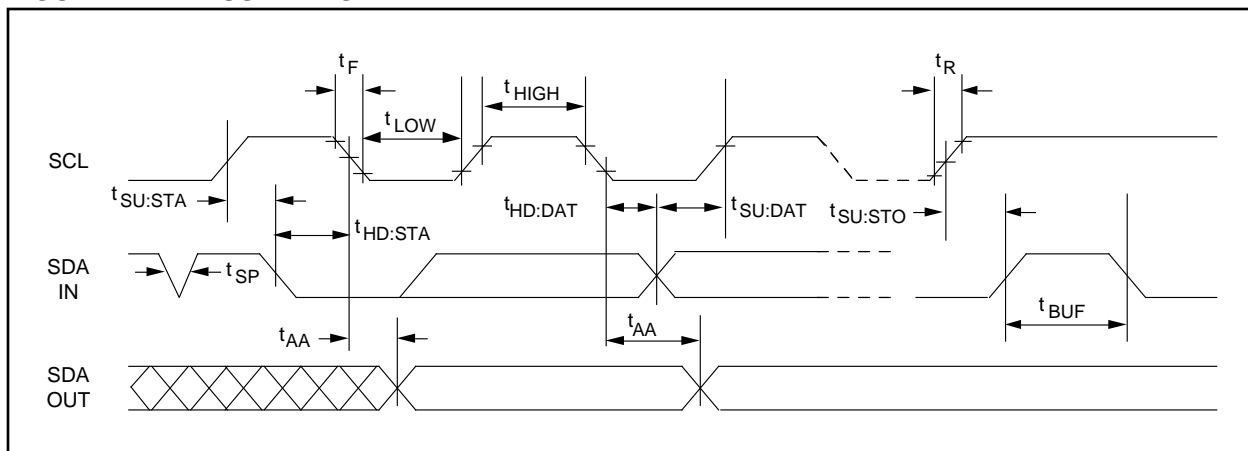 tF
tR
tHIGH
tLOW
SCL
tSU:STA
tHD:DAT
tSU:DAT
tSU:STO
tHD:STA
SDA
IN
tSP
tBUF
tAA
tAA
SDA
OUT